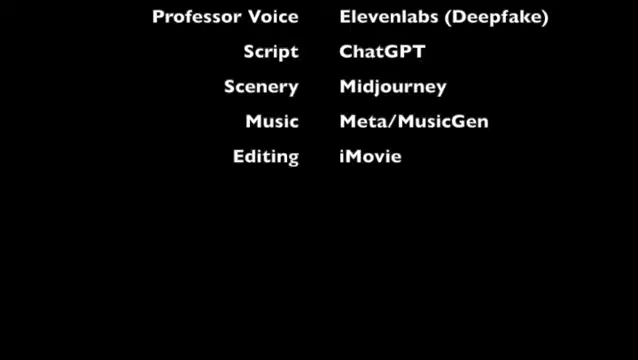 Professor Voice Elevenlabs (Deepfake)
Script ChatGPT
Scenery Midjourney
Music Meta/MusicGen
Editing iMovie